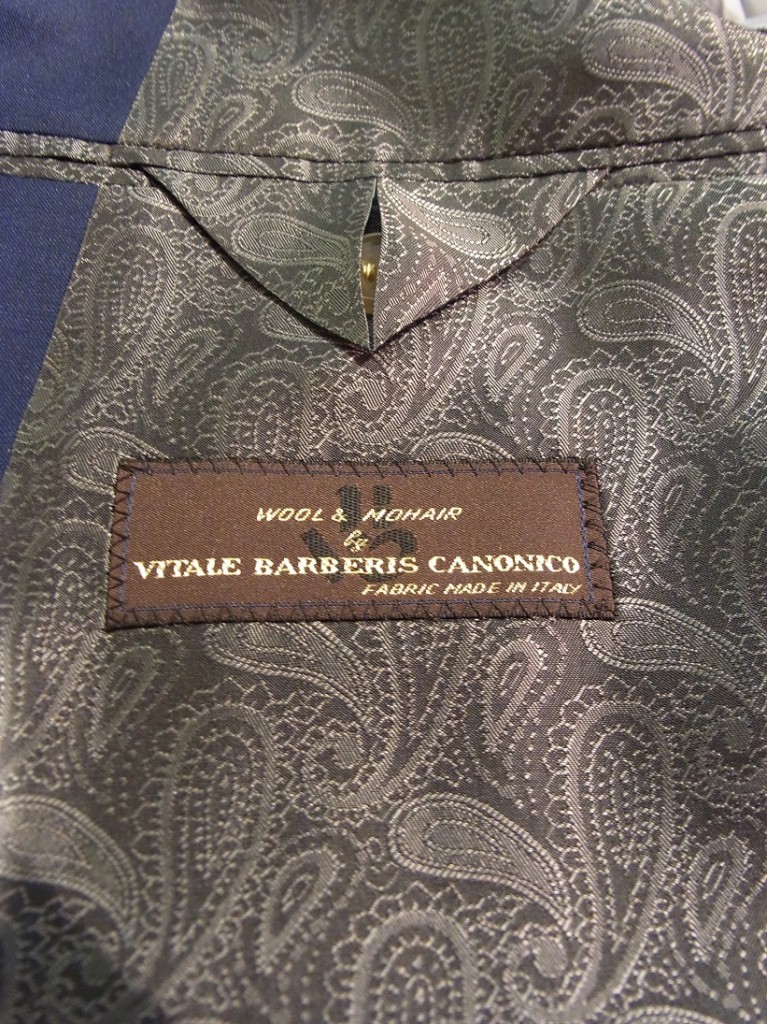 WOOL & MOHAIR
by
VITALE BARBERIS CANONICO
FABRIC MADE IN ITALY